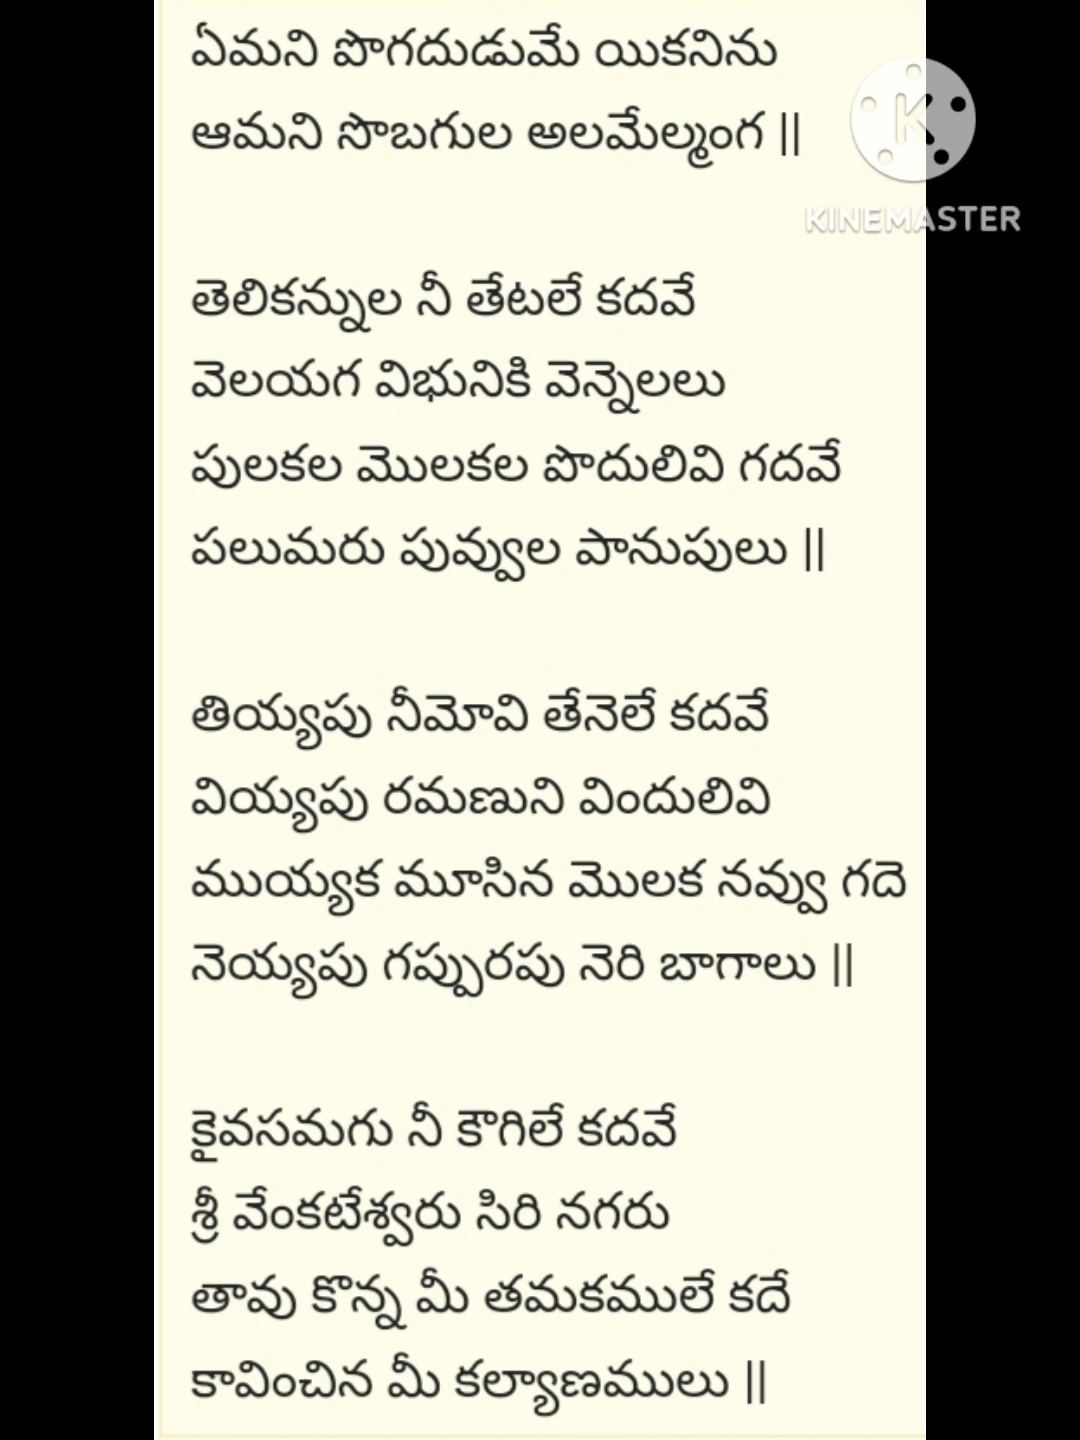 ఏమని పొగదుడుమే యికనిను
ఆమని సొబగుల అలమేల్మంగ ||
KINEMASTER
తెలికన్నుల నీ తేటలే కదవే
వెలయగ విభునికి వెన్నెలలు
పులకల మొలకల పొదులివి గదవే
పలుమరు పువ్వుల పానుపులు ||
తియ్యపు నీమోవి తేనెలే కదవే
వియ్యపు రమణుని విందులివి
ముయ్యక మూసిన మొలక నవ్వు గదె
నెయ్యపు గప్పురపు నెరి బాగాలు ||
కైవసమగు నీ కౌగిలే కదవే
శ్రీ వేంకటేశ్వరు సిరి నగరు
తావు కొన్న మీ తమకములే కదే
కావించిన మీ కల్యాణములు ||